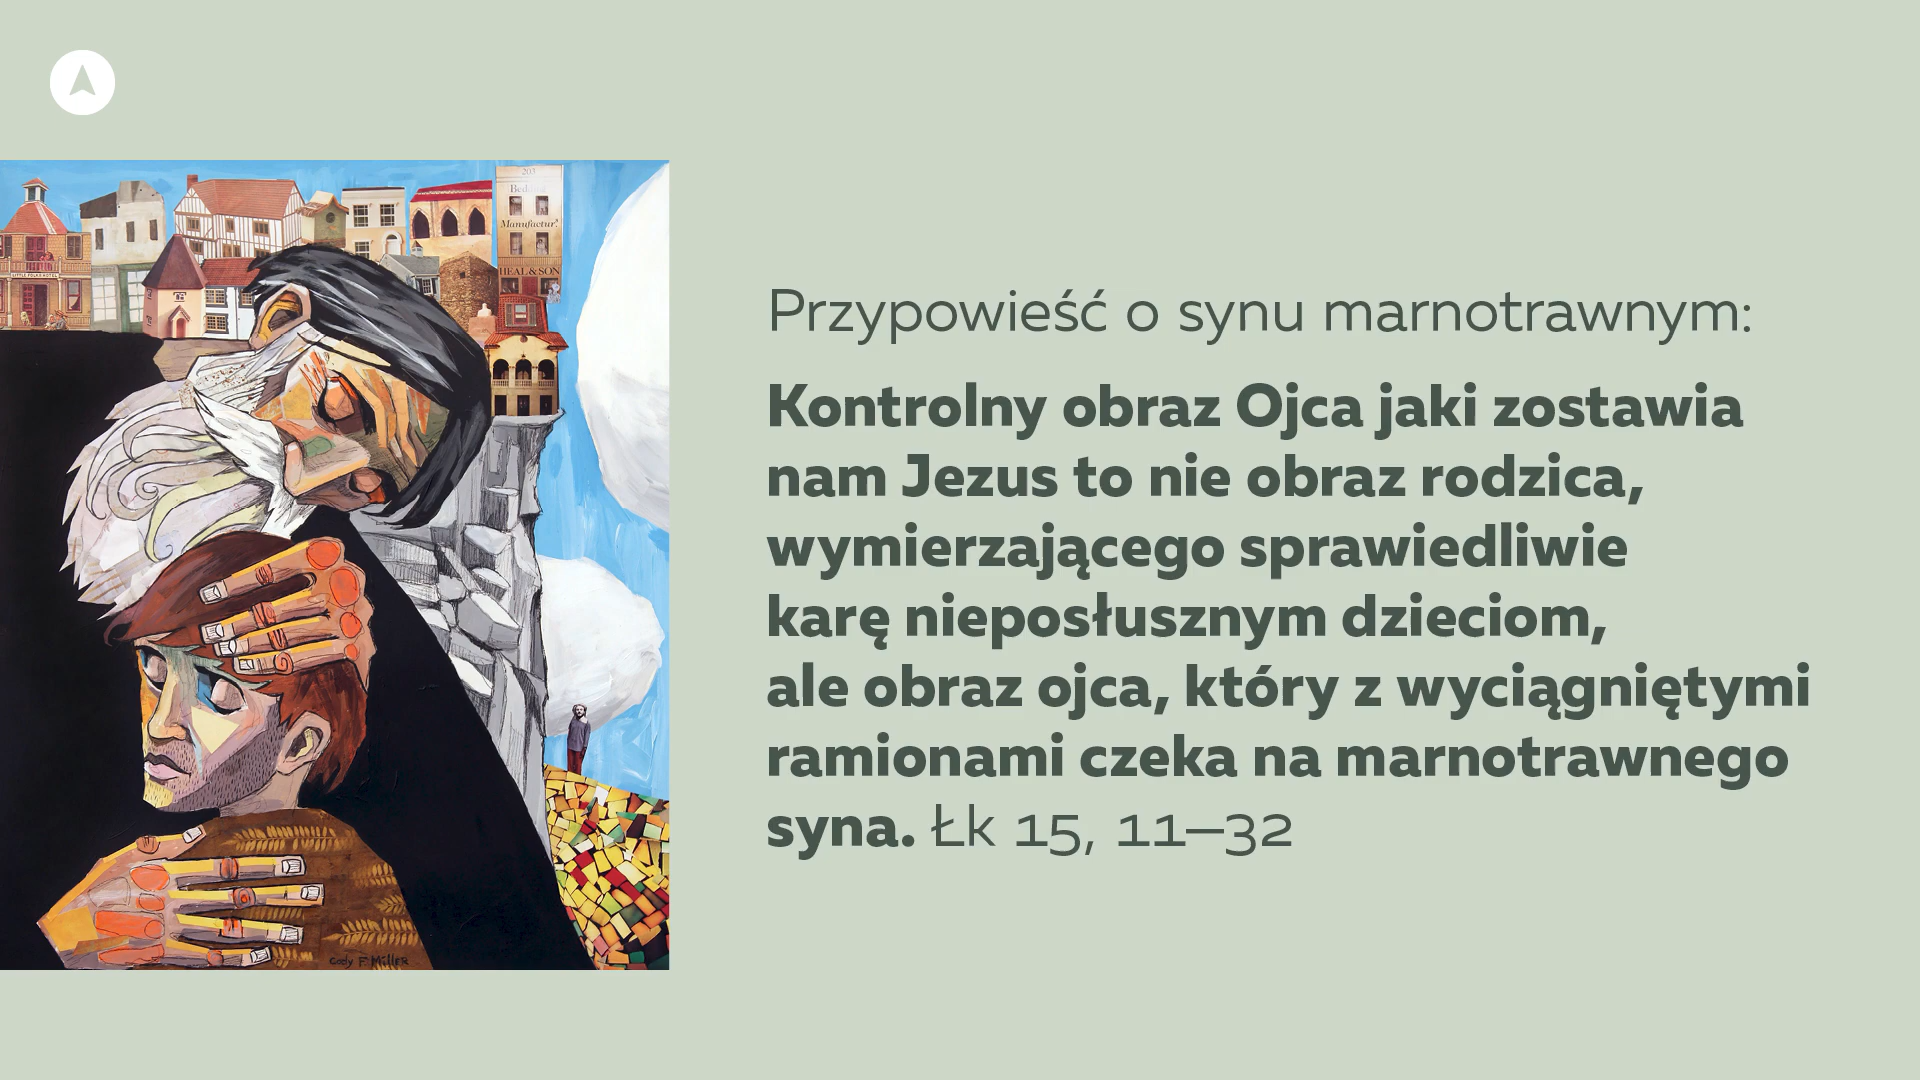 203
Manufactur
HEAL & SON
Przypowieść o synu marnotrawnym:
Kontrolny obraz Ojca jaki zostawia
nam Jezus to nie obraz rodzica,
wymierzającego sprawiedliwie
karę nieposłusznym dzieciom,
ale obraz ojca, który z wyciągniętymi
ramionami czeka na marnotrawnego
syna. Łk 15, 11–32
Cody F. Miller